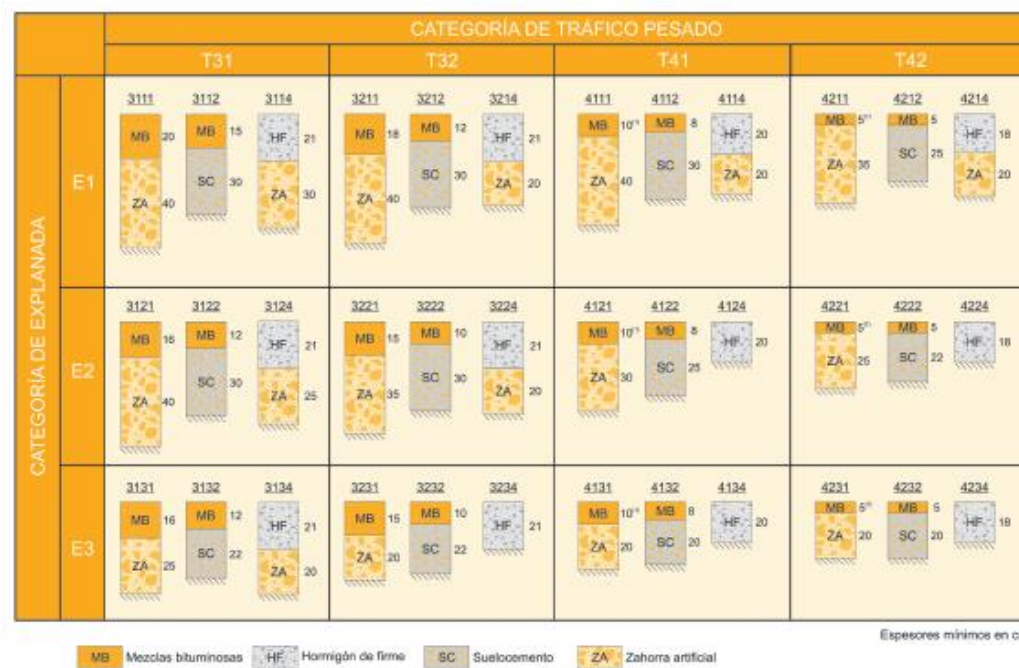 CATEGORÍA DE TRÁFICO PESADO
T31 T32 T41 T42
CATEGORÍA DE EXPLANADA
E1
3111 3112 3114 3211 3212 3214 4111 4112 4114 4211 4212 4214
MB 20 MB 15 HF 21 MB 18 MB 12 HF 21 MB 10⁽¹⁾ MB 8 HF 20 MB 5⁽¹⁾ MB 5 HF 18
ZA 40 SC 30 ZA 30 ZA 40 SC 30 ZA 20 ZA 40 SC 30 ZA 20 ZA 35 SC 25 ZA 20
E2
3121 3122 3124 3221 3222 3224 4121 4122 4124 4221 4222 4224
MB 16 MB 12 HF 21 MB 15 MB 10 HF 21 MB 10⁽¹⁾ MB 8 HF 20 MB 5⁽¹⁾ MB 5 HF 18
ZA 40 SC 30 ZA 25 ZA 35 SC 30 ZA 20 ZA 30 SC 25 ZA 25 SC 22
E3
3131 3132 3134 3231 3232 3234 4131 4132 4134 4231 4232 4234
MB 16 MB 12 HF 21 MB 15 MB 10 HF 21 MB 10⁽¹⁾ MB 8 HF 20 MB 5⁽¹⁾ MB 5 HF 18
ZA 25 SC 22 ZA 20 ZA 20 SC 22 ZA 20 SC 20 ZA 20 SC 20
Espesores mínimos en c
MB Mezclas bituminosas HF Hormigón de firme SC Suelocemento ZA Zahorra artificial